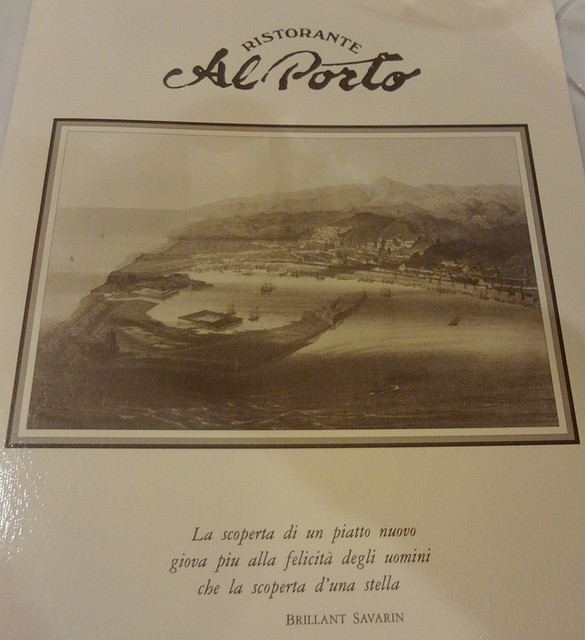 RISTORANTE
Al Porto
La scoperta di un piatto nuovo
giova piu alla felicità degli uomini
che la scoperta d'una stella
BRILLANT SAVARIN